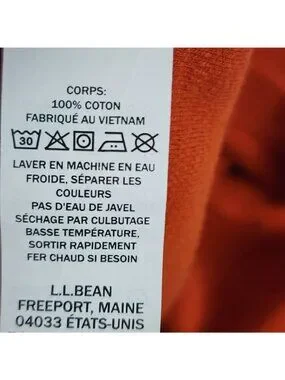 CORPS:
100% COTON
FABRIQUÉ AU VIETNAM
30
LAVER EN MACHINE EN EAU
FROIDE, SÉPARER LES
COULEURS
PAS D'EAU DE JAVEL
SÉCHAGE PAR CULBUTAGE
BASSE TEMPÉRATURE,
SORTIR RAPIDEMENT
FER CHAUD SI BESOIN
L.L.BEAN
FREEPORT, MAINE
04033 ÉTATS-UNIS